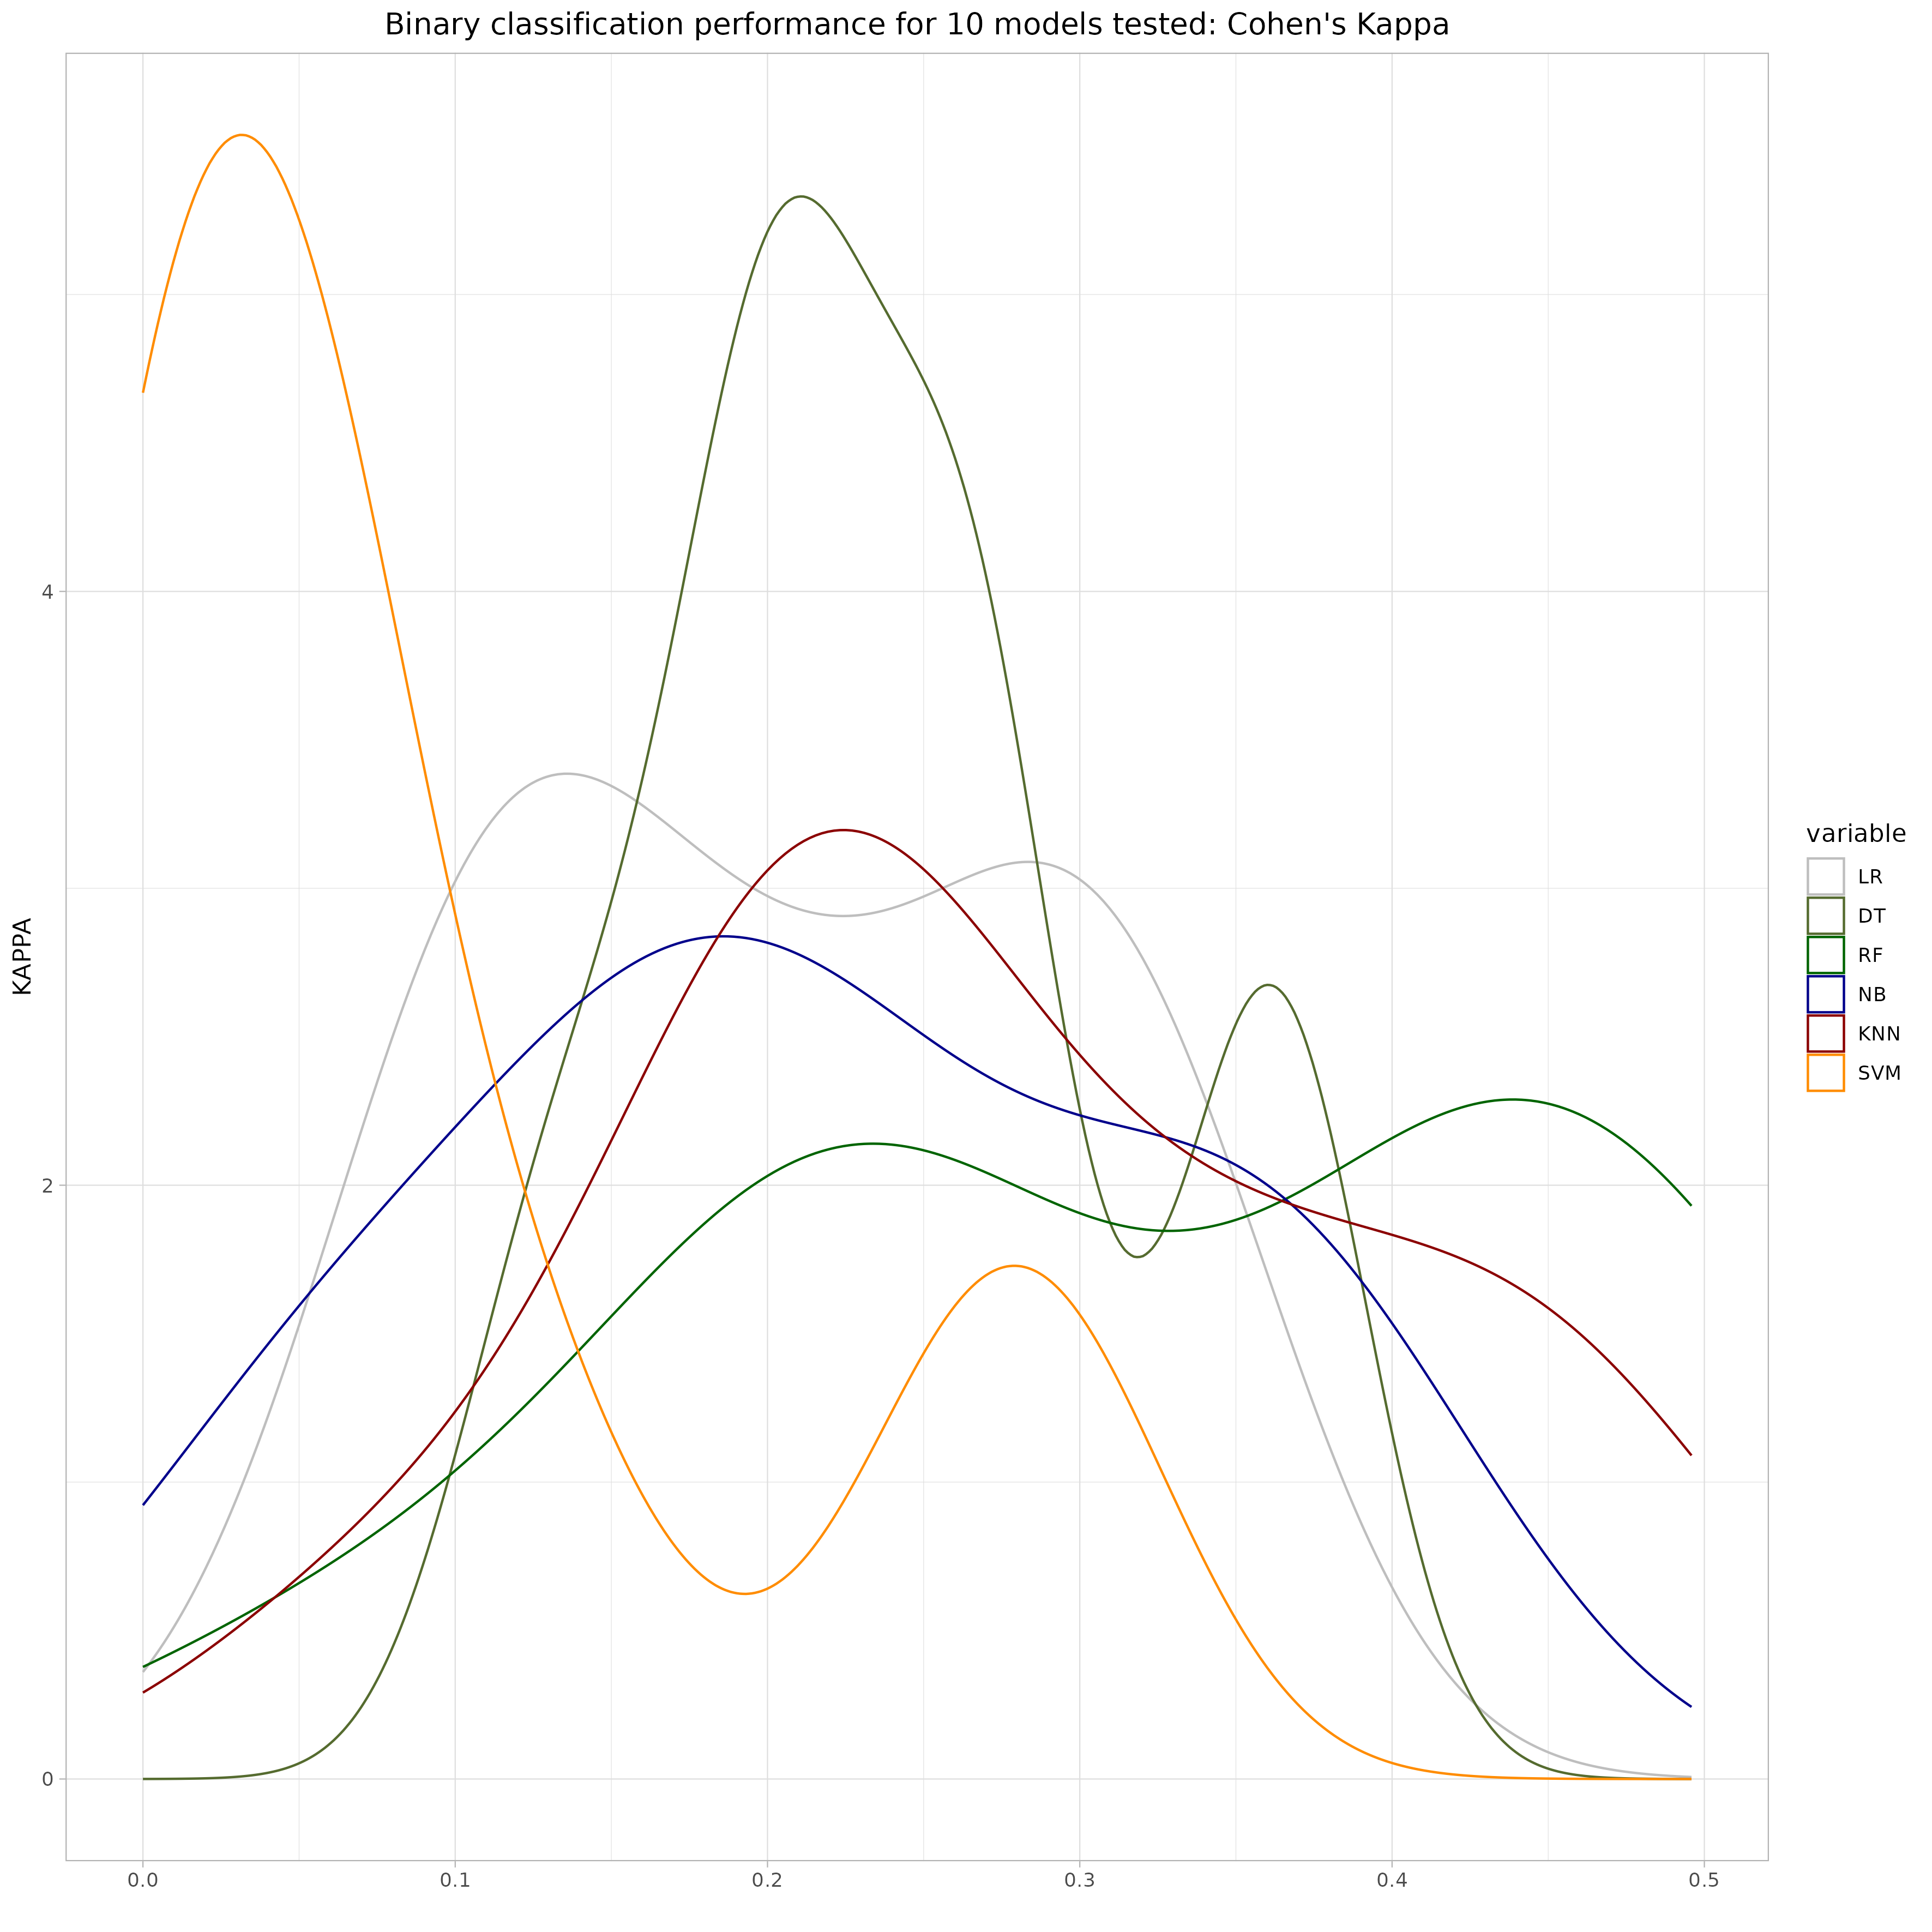 Binary classification performance for 10 models tested: Cohen's Kappa
KAPPA
4
2
0
0.0 0.1 0.2 0.3 0.4 0.5
variable
LR
DT
RF
NB
KNN
SVM